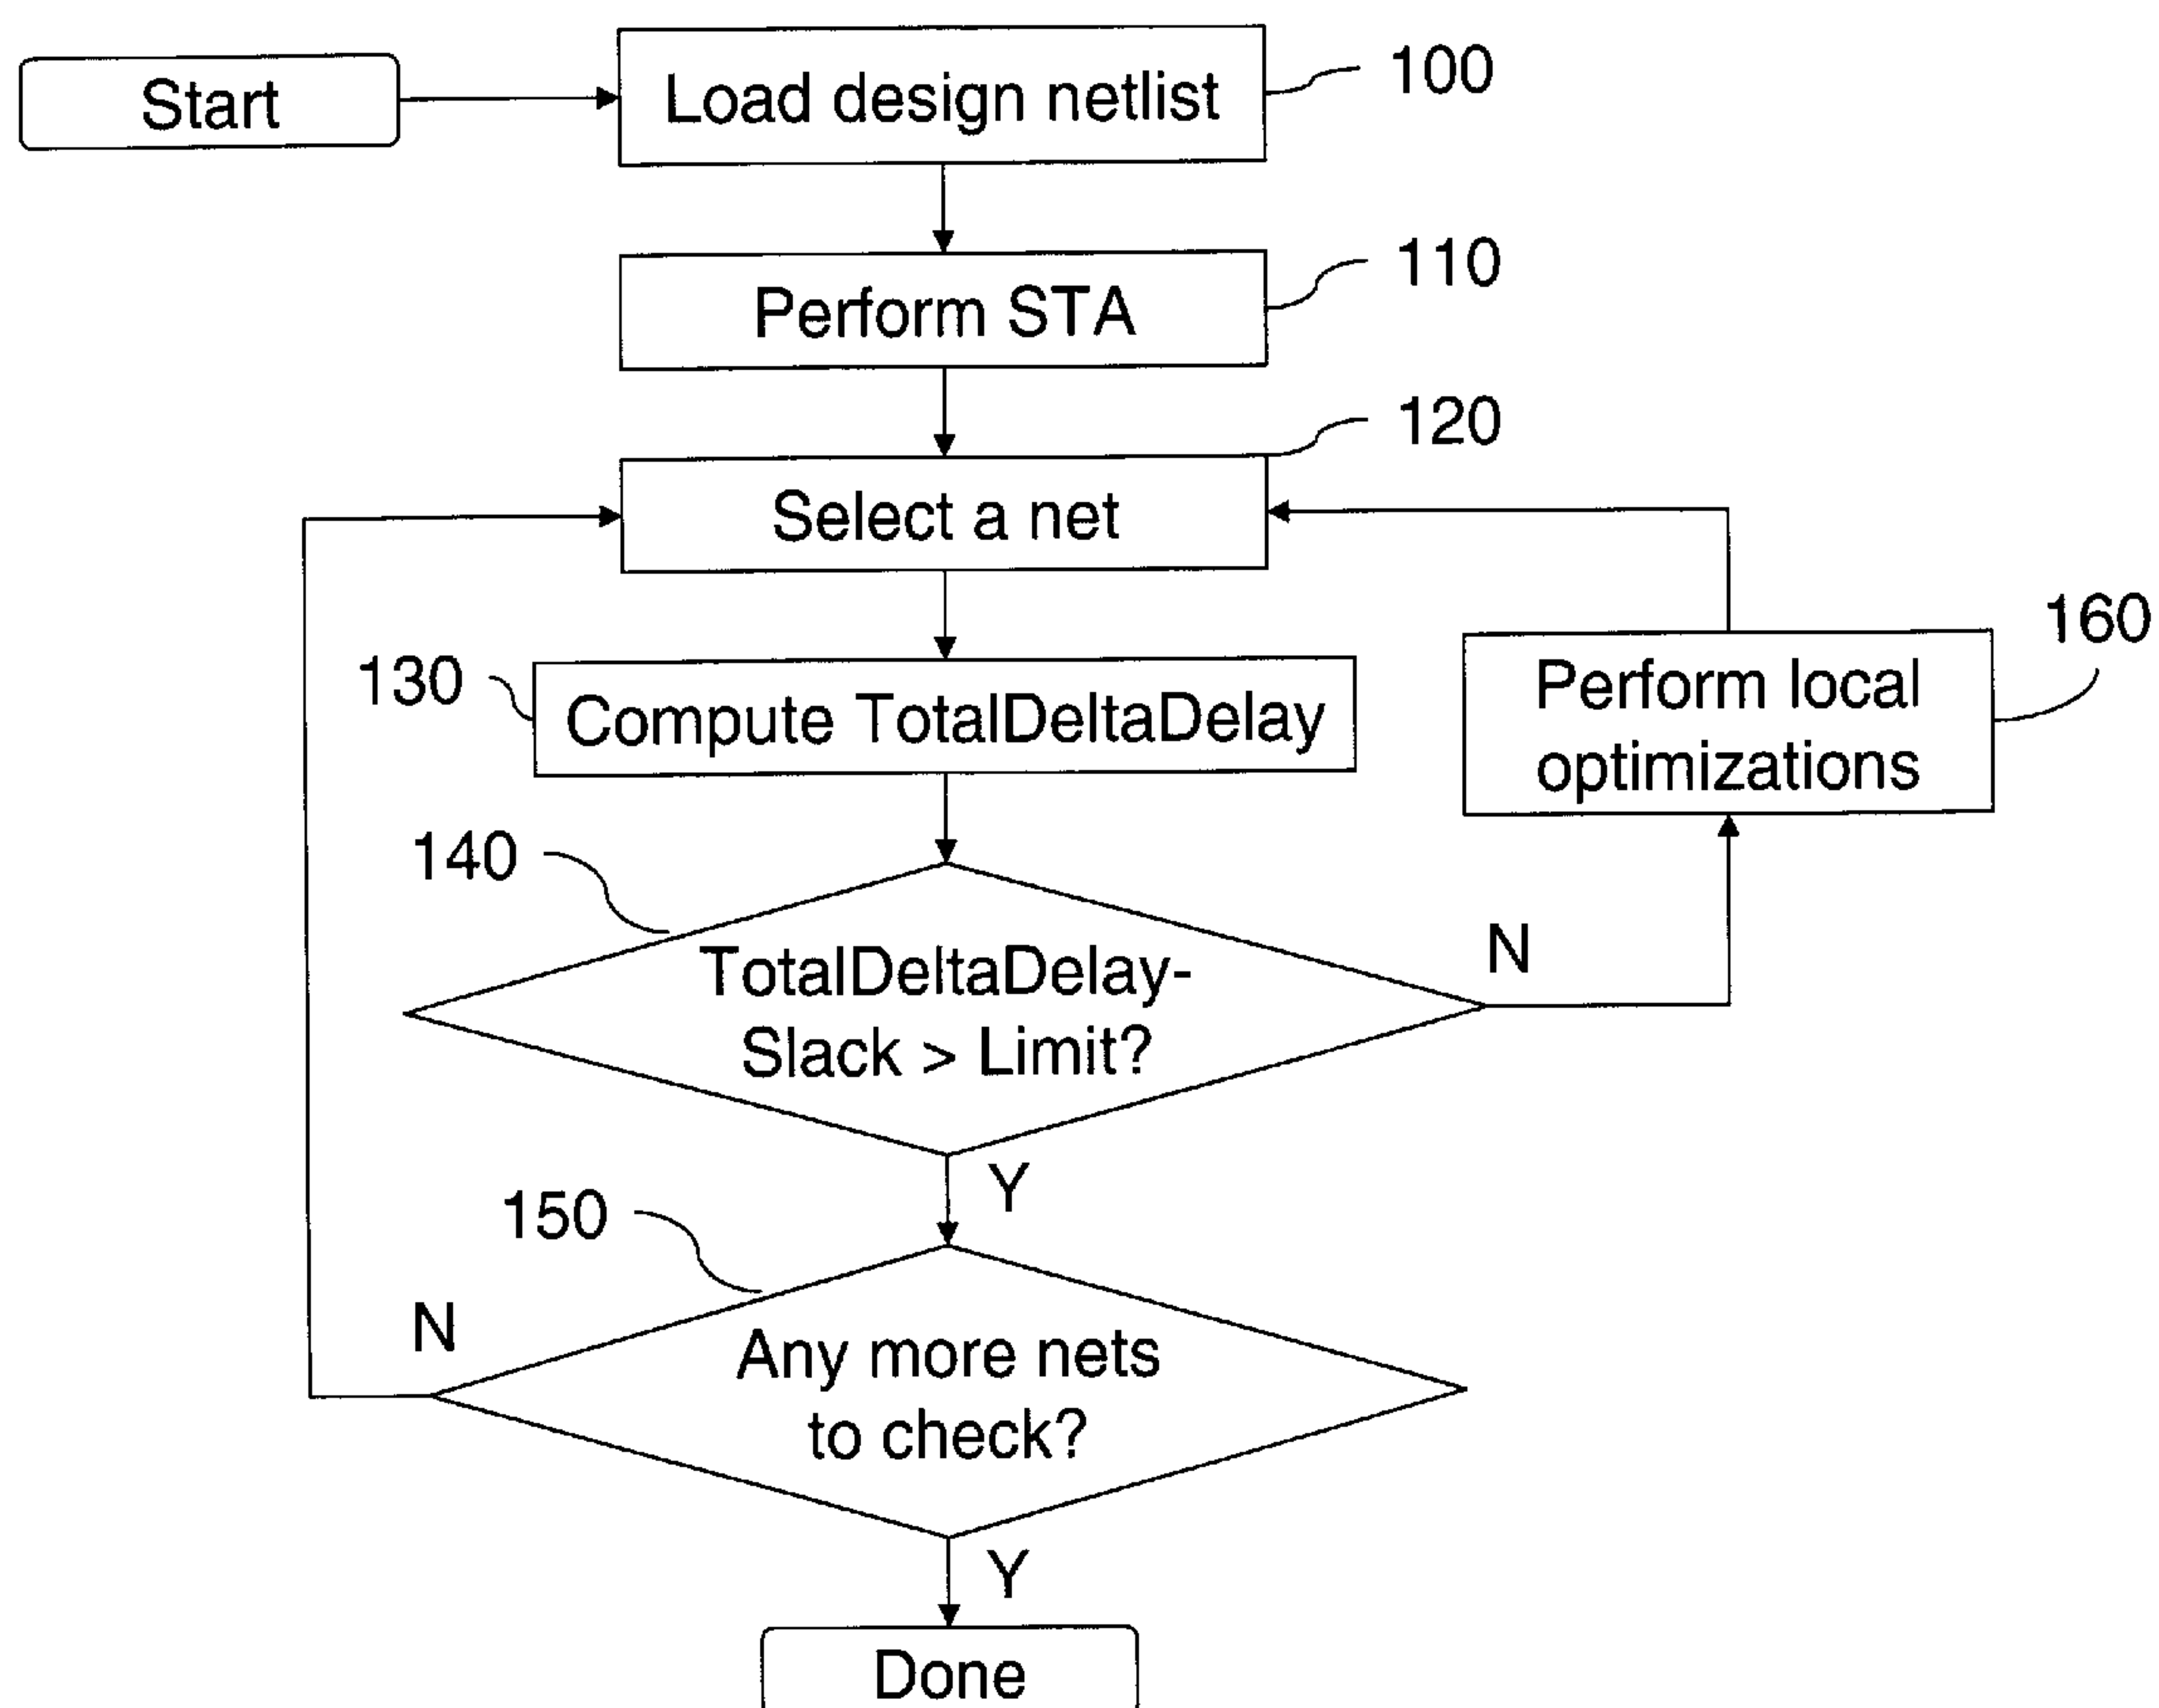 Start
Load design netlist
100
Perform STA
110
120
Select a net
130
Compute TotalDeltaDelay
160
Perform local
optimizations
140
TotalDeltaDelay-
Slack > Limit?
N
Y
150
N
Any more nets
to check?
Y
Done